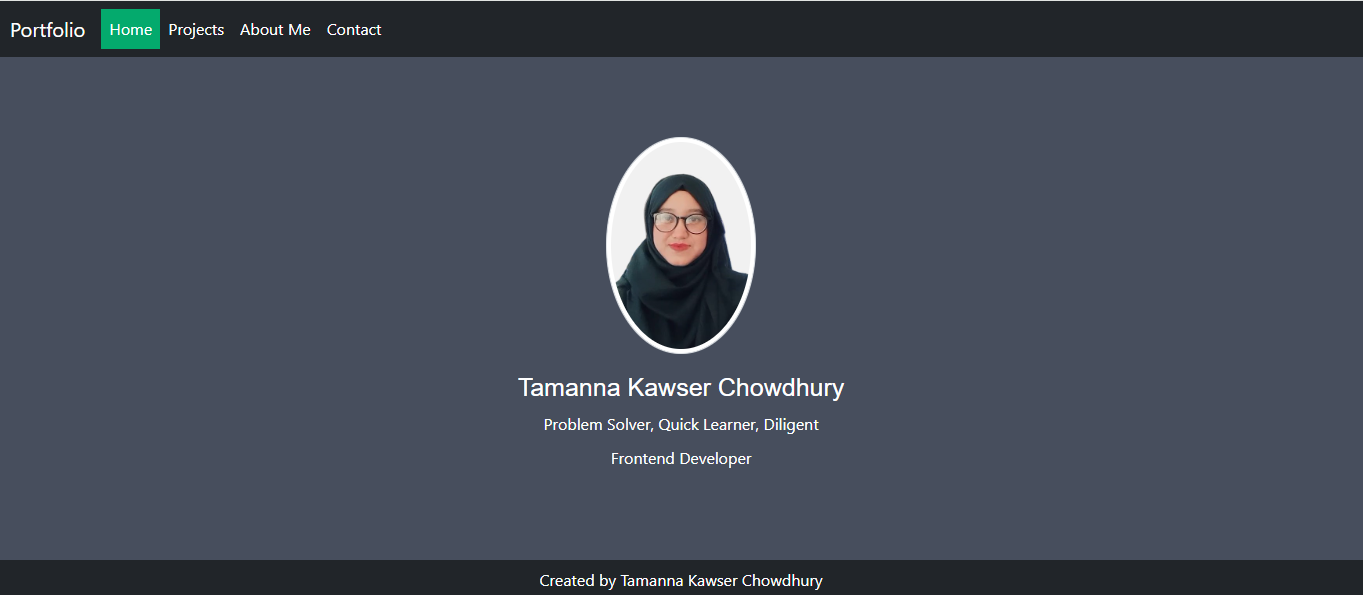 Portfolio Home Projects About Me Contact
Tamanna Kawser Chowdhury
Problem Solver, Quick Learner, Diligent
Frontend Developer
Created by Tamanna Kawser Chowdhury